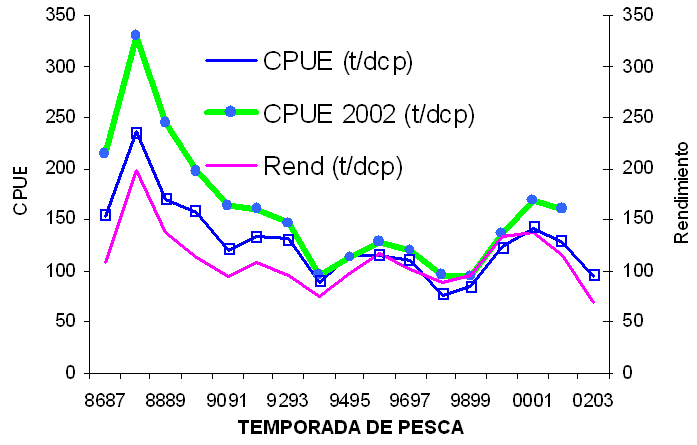 350
300
250
200
150
100
50
0
CPUE
CPUE (t/dcp)
CPUE 2002 (t/dcp)
Rend (t/dcp)
350
300
250
200
150
100
50
0
Rendimiento
8687 8889 9091 9293 9495 9697 9899 0001 0203
TEMPORADA DE PESCA